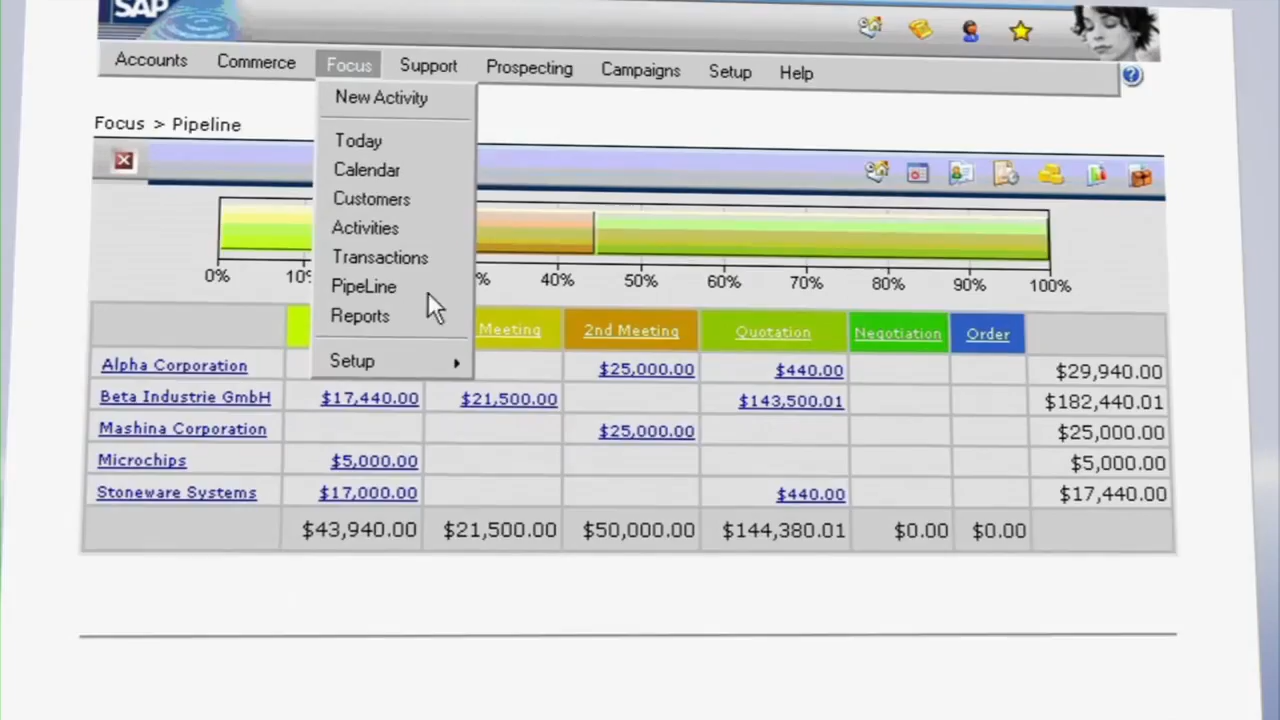 SAP
Accounts Commerce Focus Support Prospecting Campaigns Setup Help
New Activity
Focus > Pipeline
Today
Calendar
Customers
Activities
Transactions
PipeLine
Reports
Setup
0% 10 % 40% 50% 60% 70% 80% 90% 100%
Meeting 2nd Meeting Quotation Negotiation Order
Alpha Corporation $25,000.00 $440.00 $29,940.00
Beta Industrie GmbH $17,440.00 $21,500.00 $143,500.01 $182,440.01
Mashina Corporation $25,000.00 $25,000.00
Microchips $5,000.00 $5,000.00
Stoneware Systems $17,000.00 $440.00 $17,440.00
$43,940.00 $21,500.00 $50,000.00 $144,380.01 $0.00 $0.00